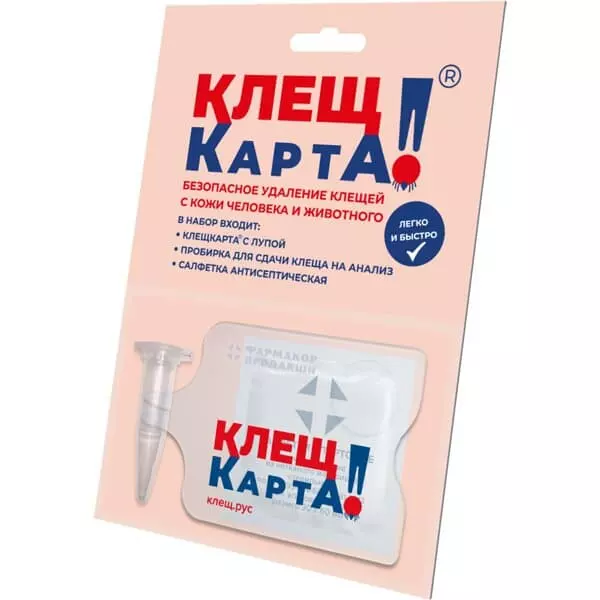 КЛЕЩ
КАРТА!®
БЕЗОПАСНОЕ УДАЛЕНИЕ КЛЕЩЕЙ
С КОЖИ ЧЕЛОВЕКА И ЖИВОТНОГО
В НАБОР ВХОДИТ:
• КЛЕЩКАРТА® С ЛУПОЙ
• ПРОБИРКА ДЛЯ СДАЧИ КЛЕЩА НА АНАЛИЗ
• САЛФЕТКА АНТИСЕПТИЧЕСКАЯ
ЛЕГКО
И БЫСТРО
ФАРМАКОР
ПРОДАКШН
КЛЕЩ
КАРТА!
клещ.рус